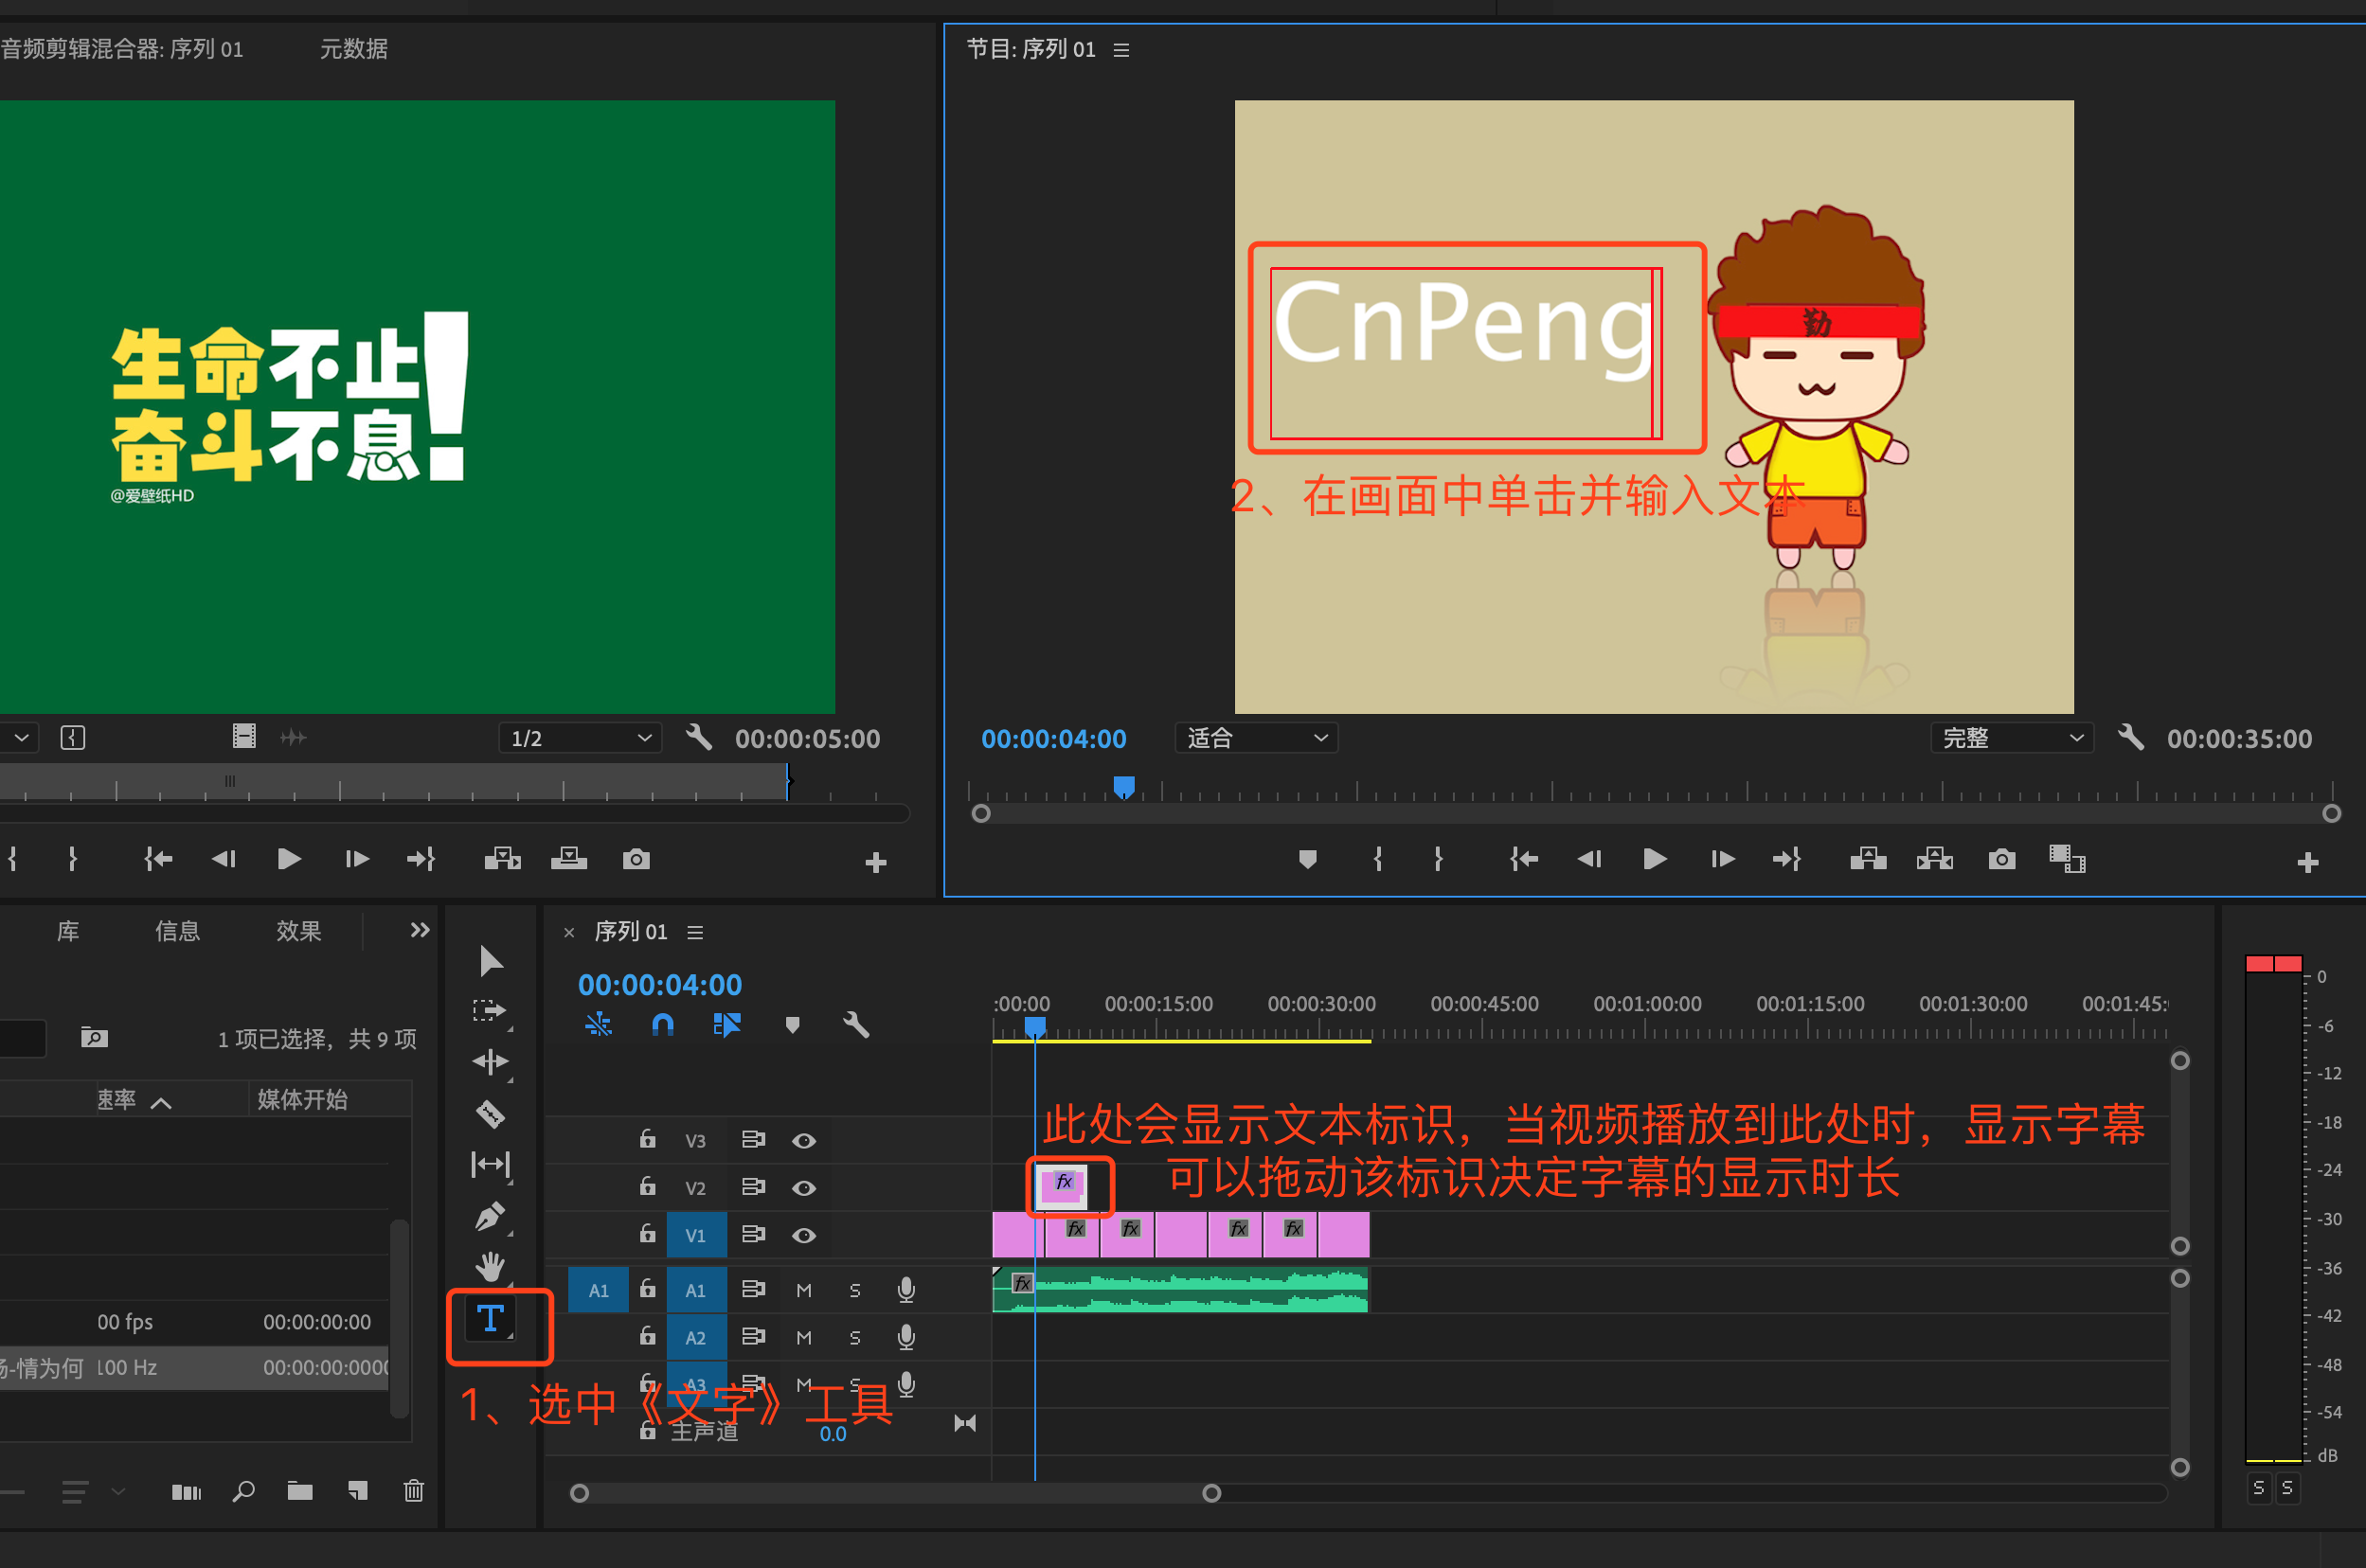 音频剪辑混合器: 序列 01
元数据
节目: 序列 01
生命不止
奋斗不息!
@爱壁纸HD
勤
CnPeng
2、在画面中单击并输入文本
1/2
00:00:05:00
00:00:04:00
适合
完整
00:00:35:00
库
信息
效果
1 项已选择，共 9 项
速率
媒体开始
00 fps
00:00:00:00
-情为何
100 Hz
00:00:00:0000
× 序列 01
00:00:04:00
:00:00
00:00:15:00
00:00:30:00
00:00:45:00
00:01:00:00
00:01:15:00
00:01:30:00
00:01:45:
此处会显示文本标识，当视频播放到此处时，显示字幕
可以拖动该标识决定字幕的显示时长
V3
V2
fx
V1
fx
fx
fx
fx
A1
A1
M
S
fx
A2
M
S
A3
M
S
T
1、选中《文字》工具
主声道
0.0
0
-6
-12
-18
-24
-30
-36
-42
-48
-54
dB
S
S